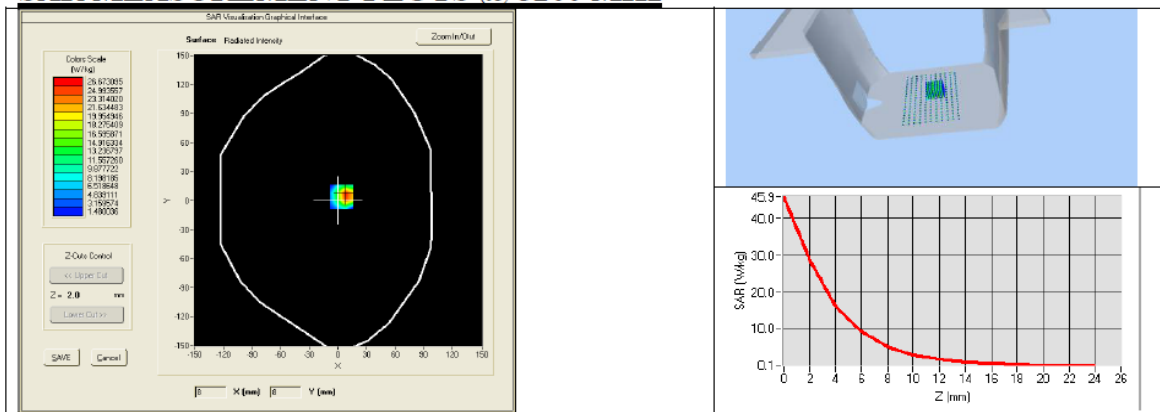 SAR Visualisation Graphical Interface
Surface Radiated Intensity
Zoom In/Out
Colors Scale
(W/kg)
26.673095
24.993557
23.314020
21.634483
19.954946
18.275409
16.595871
14.916334
13.236797
11.557260
9.877722
8.198185
6.518648
4.839111
3.159574
1.480036
150
120
90
60
30
0
-30
-60
-90
-120
-150
Y
-150 -120 -90 -60 -30 0 30 60 90 120 150
X
Z-Cuts Control
<< Upper Cut
Z = 2.0 mm
Lower Cut >>
SAVE Cancel
8 X (mm) 8 Y (mm)
45.9
40.0
30.0
20.0
10.0
0.1
SAR (W/kg)
0 2 4 6 8 10 12 14 16 18 20 22 24 26
Z (mm)